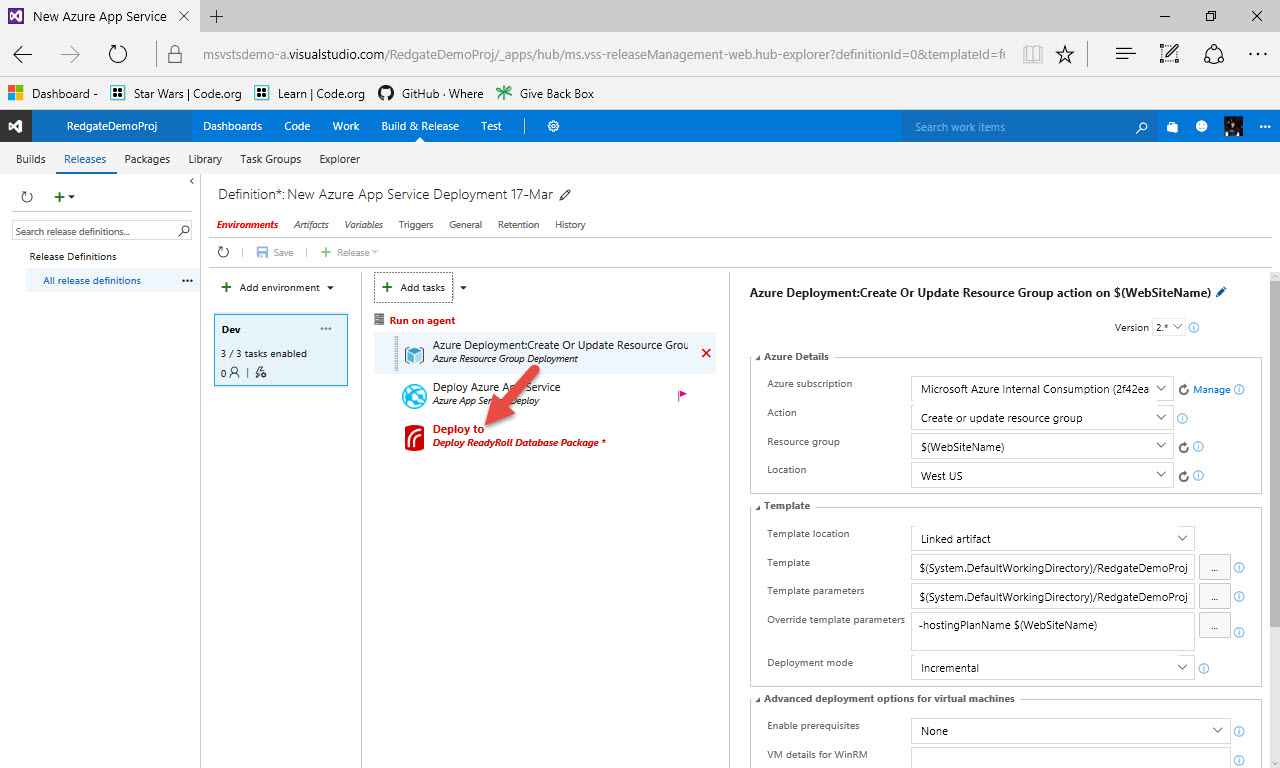 New Azure App Service
msvstsdemo-a.visualstudio.com/RedgateDemoProj/_apps/hub/ms.vss-releaseManagement-web.hub-explorer?definitionId=0&templateId=f
Dashboard - Star Wars | Code.org Learn | Code.org GitHub · Where Give Back Box
RedgateDemoProj Dashboards Code Work Build & Release Test Search work items
Builds Releases Packages Library Task Groups Explorer
Search release definitions...
Release Definitions
All release definitions
Definition*: New Azure App Service Deployment 17-Mar
Environments Artifacts Variables Triggers General Retention History
Save Release
Add environment
Dev
3 / 3 tasks enabled
0
Add tasks
Run on agent
Azure Deployment:Create Or Update Resource Grou
Azure Resource Group Deployment
Deploy Azure App Service
Azure App Service Deploy
Deploy to
Deploy ReadyRoll Database Package *
Azure Deployment:Create Or Update Resource Group action on $(WebSiteName)
Version 2.*
Azure Details
Azure subscription Microsoft Azure Internal Consumption (2f42ea Manage
Action Create or update resource group
Resource group $(WebSiteName)
Location West US
Template
Template location Linked artifact
Template $(System.DefaultWorkingDirectory)/RedgateDemoProj ...
Template parameters $(System.DefaultWorkingDirectory)/RedgateDemoProj ...
Override template parameters -hostingPlanName $(WebSiteName) ...
Deployment mode Incremental
Advanced deployment options for virtual machines
Enable prerequisites None
VM details for WinRM